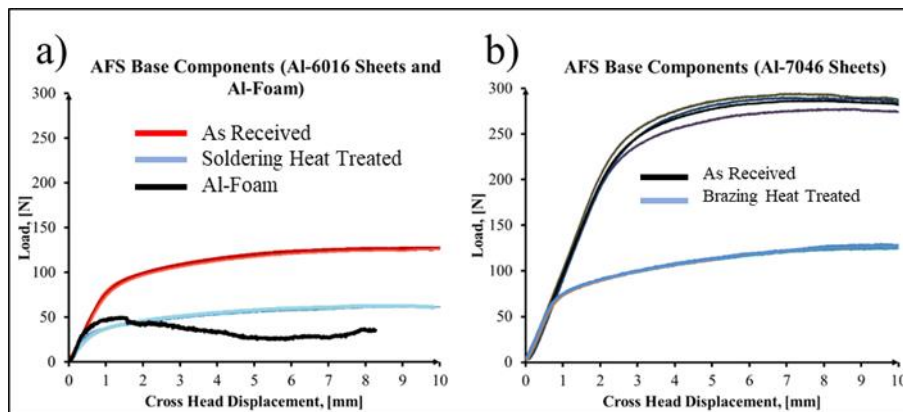 a)
AFS Base Components (Al-6016 Sheets and
Al-Foam)
300
250
200
150
100
50
0
Load, [N]
As Received
Soldering Heat Treated
Al-Foam
0 1 2 3 4 5 6 7 8 9 10
Cross Head Displacement, [mm]
b)
AFS Base Components (Al-7046 Sheets)
300
250
200
150
100
50
0
Load, [N]
As Received
Brazing Heat Treated
0 1 2 3 4 5 6 7 8 9 10
Cross Head Displacement, [mm]